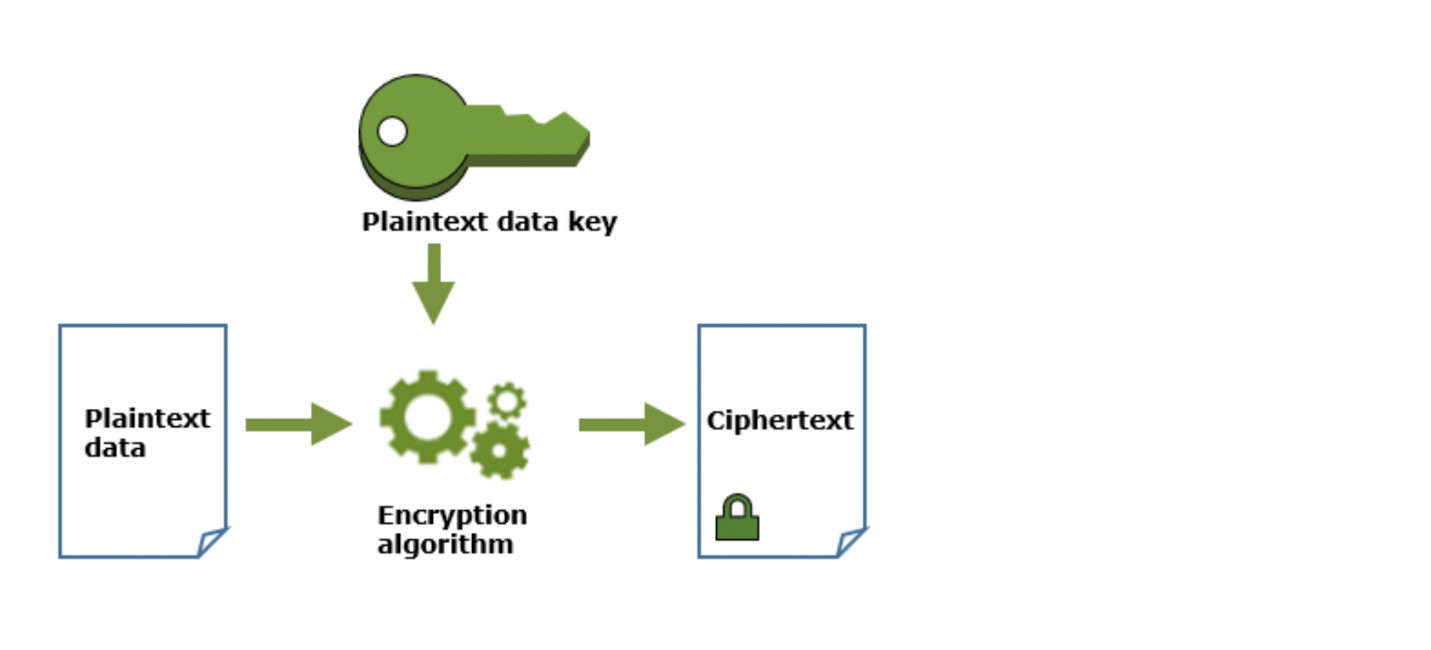 Plaintext data key
Plaintext
data
Encryption
algorithm
Ciphertext